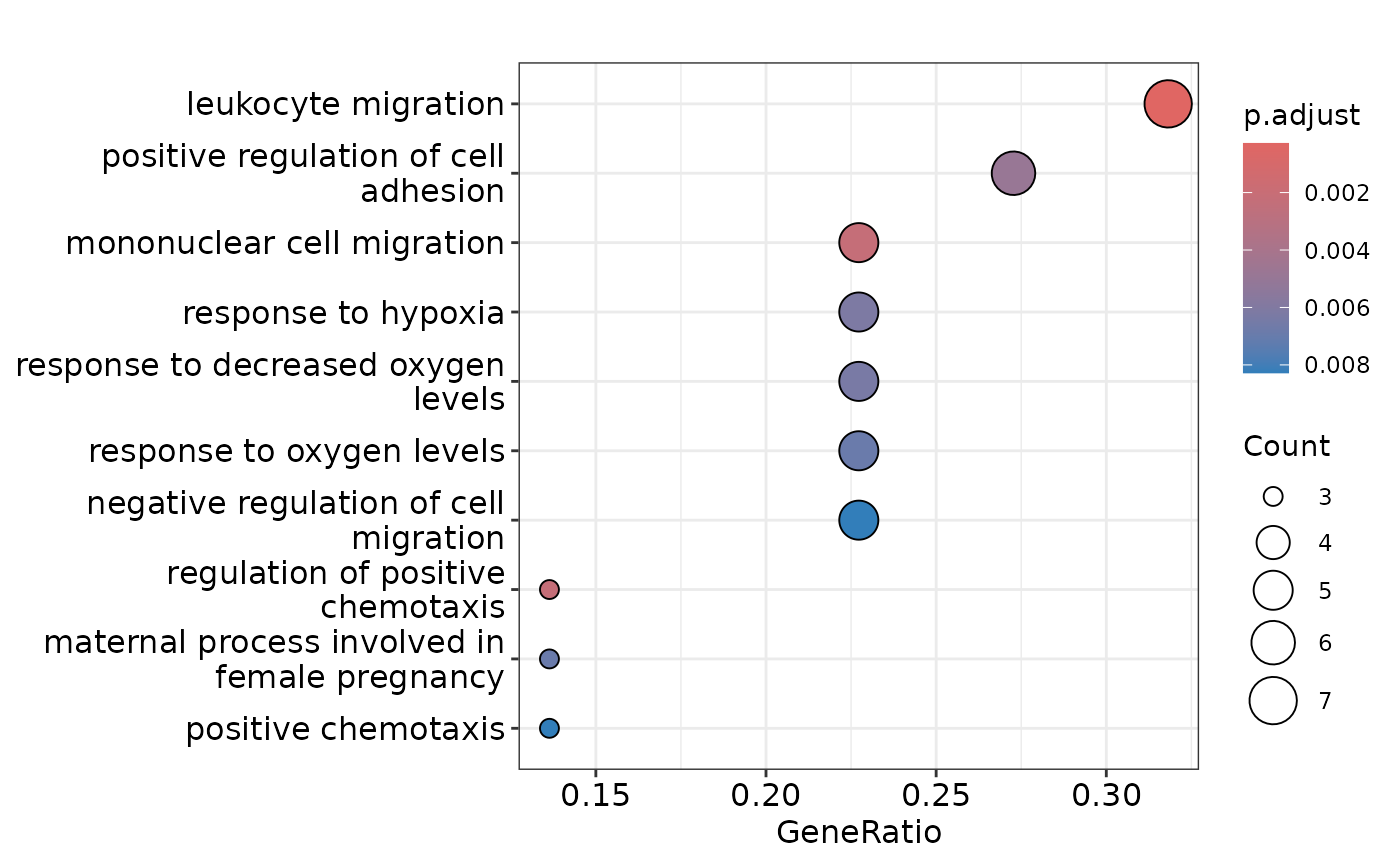 leukocyte migration
positive regulation of cell
adhesion
mononuclear cell migration
response to hypoxia
response to decreased oxygen
levels
response to oxygen levels
negative regulation of cell
migration
regulation of positive
chemotaxis
maternal process involved in
female pregnancy
positive chemotaxis
0.15 0.20 0.25 0.30
GeneRatio
p.adjust
0.002
0.004
0.006
0.008
Count
3
4
5
6
7